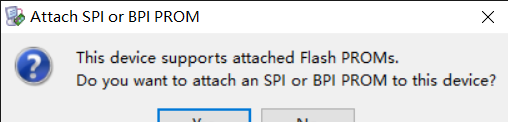 Attach SPI or BPI PROM
This device supports attached Flash PROMs.
Do you want to attach an SPI or BPI PROM to this device?